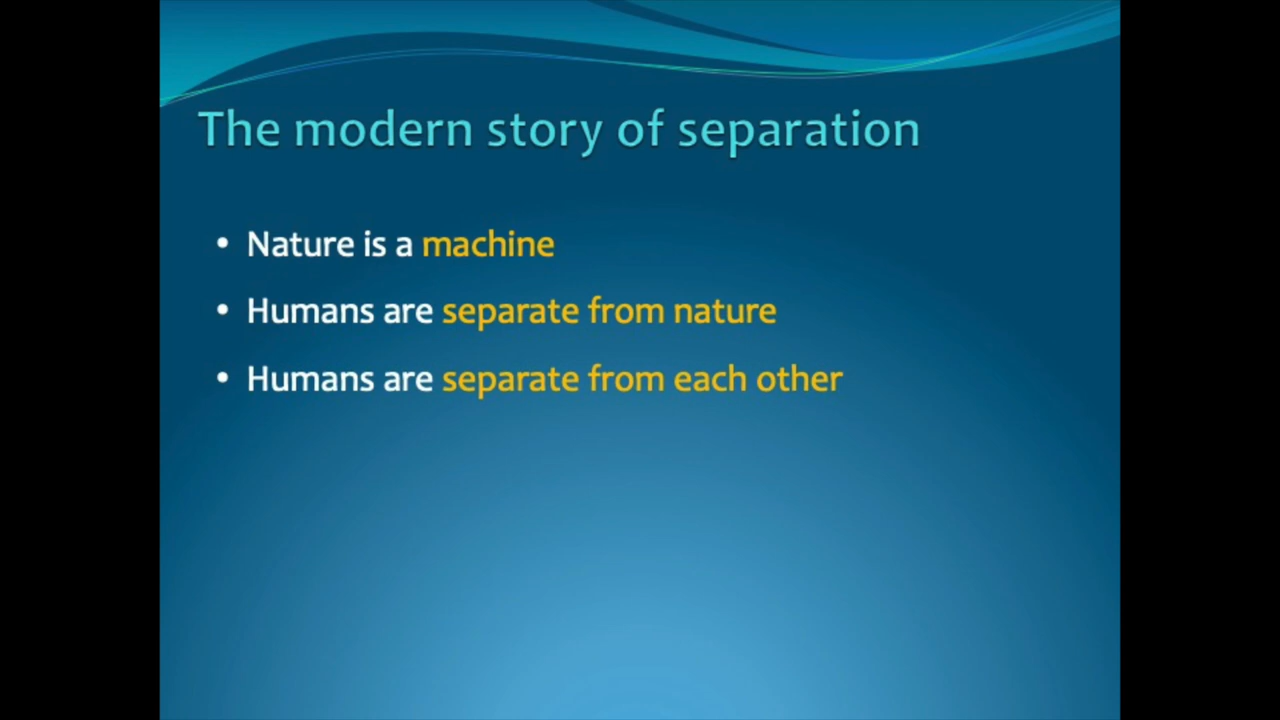 The modern story of separation
• Nature is a machine
• Humans are separate from nature
• Humans are separate from each other